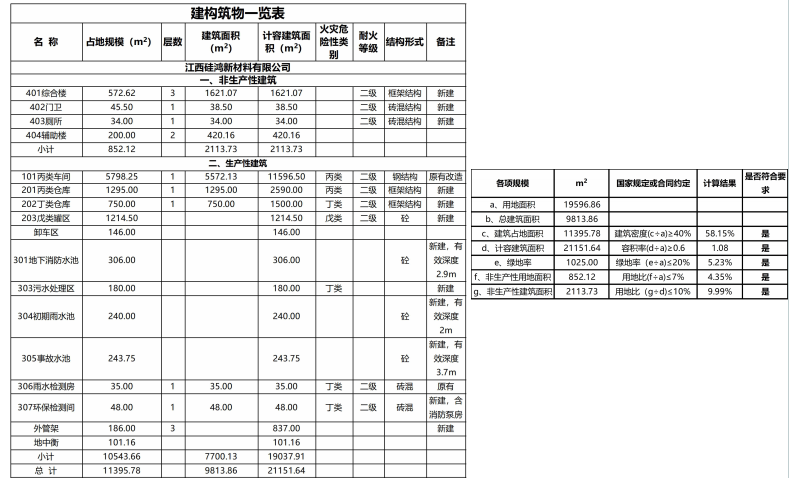 建构筑物一览表
名 称 占地规模（m²） 层数 建筑面积（m²） 计容建筑面积（m²） 火灾危险性类别 耐火等级 结构形式 备注
江西硅鸿新材料有限公司
一、非生产性建筑
401综合楼 572.62 3 1621.07 1621.07 二级 框架结构 新建
402门卫 45.50 1 38.50 38.50 二级 砖混结构 新建
403厕所 34.00 1 34.00 34.00 二级 砖混结构 新建
404辅助楼 200.00 2 420.16 420.16
小计 852.12 2113.73 2113.73
二、生产性建筑
101丙类车间 5798.25 1 5572.13 11596.50 丙类 二级 钢结构 原有改造
201丙类仓库 1295.00 1 1295.00 2590.00 丙类 二级 框架结构 新建
202丁类仓库 750.00 1 750.00 1500.00 丁类 二级 框架结构 新建
203戊类罐区 1214.50 1214.50 戊类 二级 砼 新建
卸车区 146.00 146.00
301地下消防水池 306.00 306.00 砼 新建，有效深度2.9m
303污水处理区 180.00 180.00 丁类 新建
304初期雨水池 240.00 240.00 砼 新建，有效深度2m
305事故水池 243.75 243.75 砼 新建，有效深度3.7m
306雨水检测房 35.00 1 35.00 35.00 丁类 二级 砖混 原有
307环保检测间 48.00 1 48.00 48.00 丁类 二级 砖混 新建，含消防泵房
外管架 186.00 3 837.00 新建
地中衡 101.16 101.16
小计 10543.66 7700.13 19037.91
总 计 11395.78 9813.86 21151.64
各项规模 m² 国家规定或合同约定 计算结果 是否符合要求
a、用地面积 19596.86
b、总建筑面积 9813.86
c、建筑占地面积 11395.78 建筑密度(c÷a)≥40% 58.15% 是
d、计容建筑面积 21151.64 容积率(d÷a)≥0.6 1.08 是
e、绿地率 1025.00 绿地率（e÷a)≤20% 5.23% 是
f、非生产性用地面积 852.12 用地比(f÷a)≤7% 4.35% 是
g、非生产性建筑面积 2113.73 用地比（g÷d)≤10% 9.99% 是